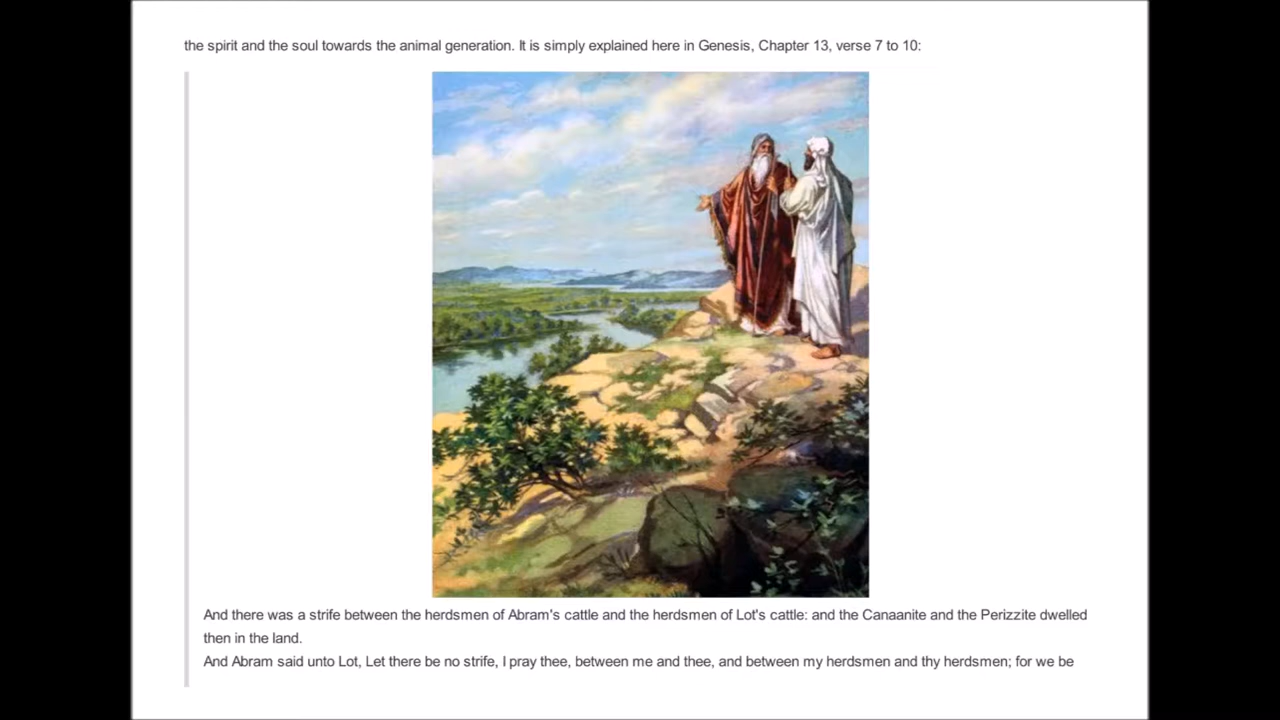 the spirit and the soul towards the animal generation. It is simply explained here in Genesis, Chapter 13, verse 7 to 10:
And there was a strife between the herdsmen of Abram's cattle and the herdsmen of Lot's cattle: and the Canaanite and the Perizzite dwelled
then in the land.
And Abram said unto Lot, Let there be no strife, I pray thee, between me and thee, and between my herdsmen and thy herdsmen; for we be